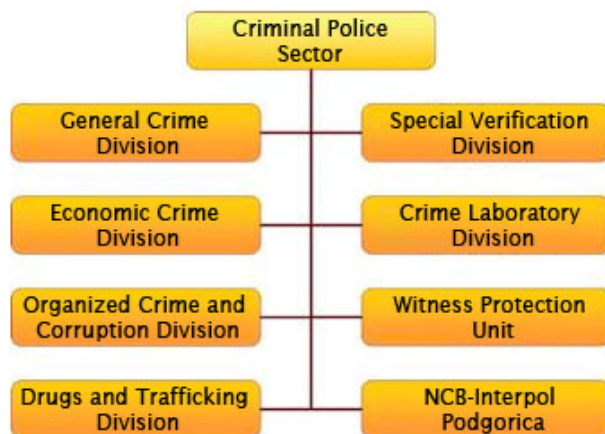 Criminal Police
Sector
General Crime
Division
Special Verification
Division
Economic Crime
Division
Crime Laboratory
Division
Organized Crime and
Corruption Division
Witness Protection
Unit
Drugs and Trafficking
Division
NCB-Interpol
Podgorica